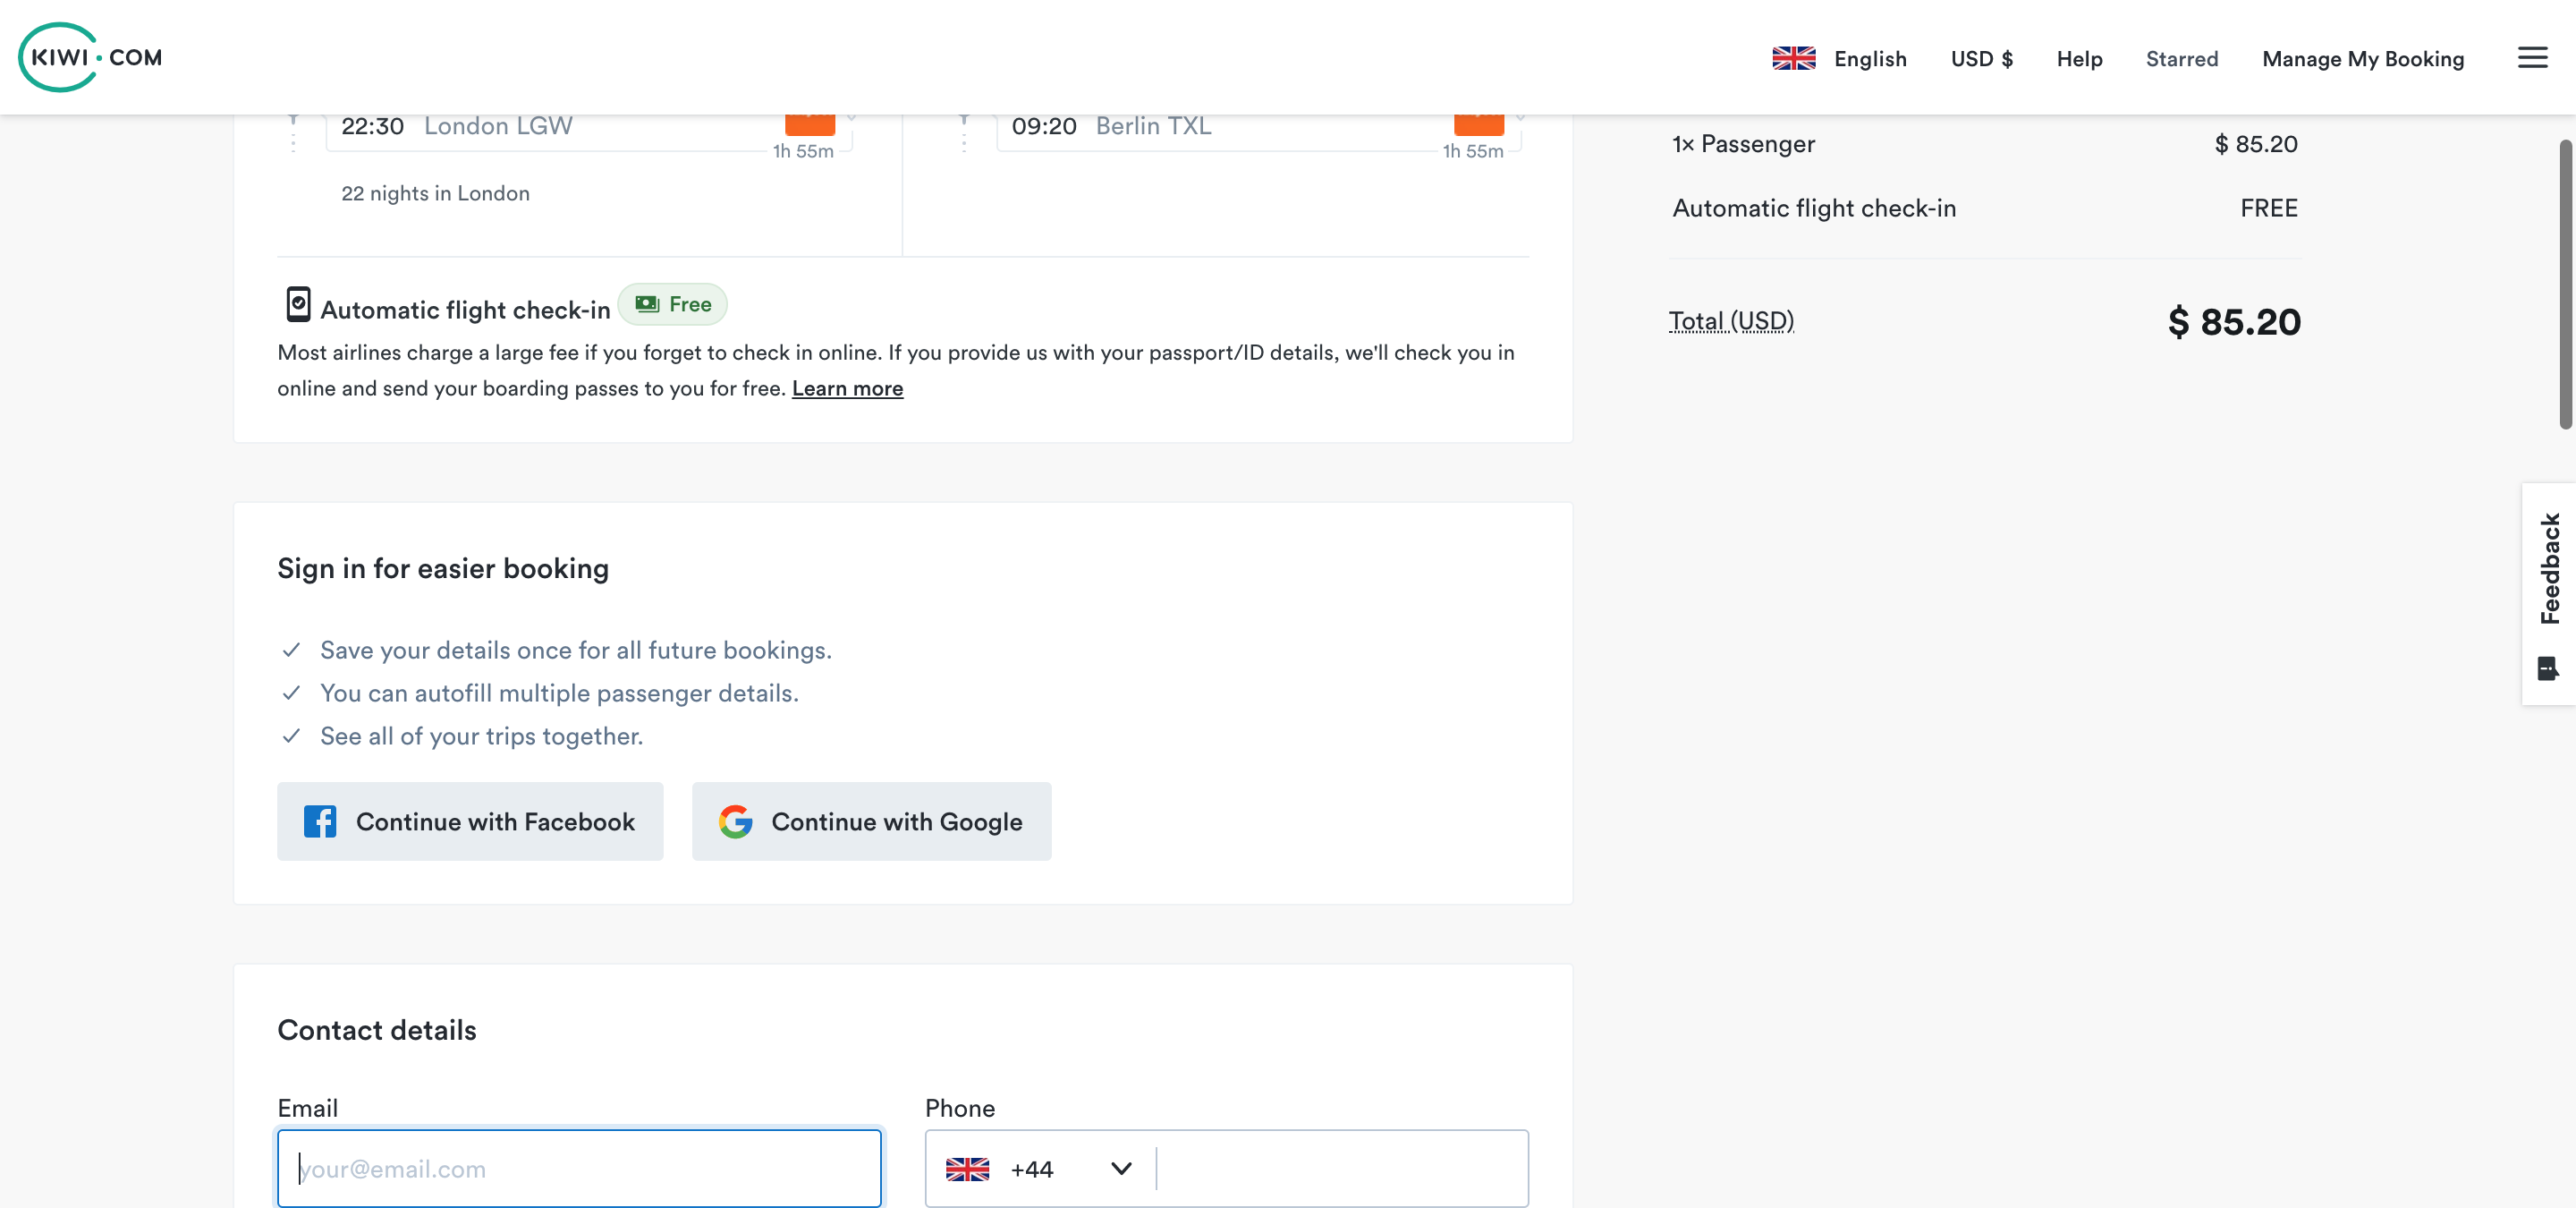 KIWI.COM
English USD $ Help Starred Manage My Booking
22:30 London LGW
1h 55m
22 nights in London
09:20 Berlin TXL
1h 55m
1× Passenger $ 85.20
Automatic flight check-in FREE
Total (USD) $ 85.20
Automatic flight check-in Free
Most airlines charge a large fee if you forget to check in online. If you provide us with your passport/ID details, we'll check you in
online and send your boarding passes to you for free. Learn more
Sign in for easier booking
Save your details once for all future bookings.
You can autofill multiple passenger details.
See all of your trips together.
Continue with Facebook Continue with Google
Feedback
Contact details
Email Phone
your@email.com +44